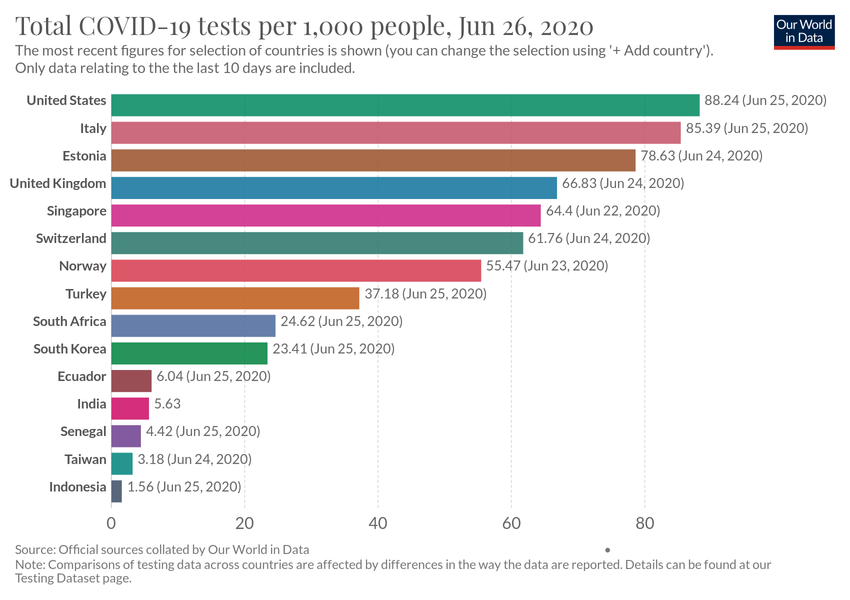 Total COVID-19 tests per 1,000 people, Jun 26, 2020
Our World
in Data
The most recent figures for selection of countries is shown (you can change the selection using '+ Add country').
Only data relating to the the last 10 days are included.
United States 88.24 (Jun 25, 2020)
Italy 85.39 (Jun 25, 2020)
Estonia 78.63 (Jun 24, 2020)
United Kingdom 66.83 (Jun 24, 2020)
Singapore 64.4 (Jun 22, 2020)
Switzerland 61.76 (Jun 24, 2020)
Norway 55.47 (Jun 23, 2020)
Turkey 37.18 (Jun 25, 2020)
South Africa 24.62 (Jun 25, 2020)
South Korea 23.41 (Jun 25, 2020)
Ecuador 6.04 (Jun 25, 2020)
India 5.63
Senegal 4.42 (Jun 25, 2020)
Taiwan 3.18 (Jun 24, 2020)
Indonesia 1.56 (Jun 25, 2020)
0 20 40 60 80
Source: Official sources collated by Our World in Data
Note: Comparisons of testing data across countries are affected by differences in the way the data are reported. Details can be found at our
Testing Dataset page.